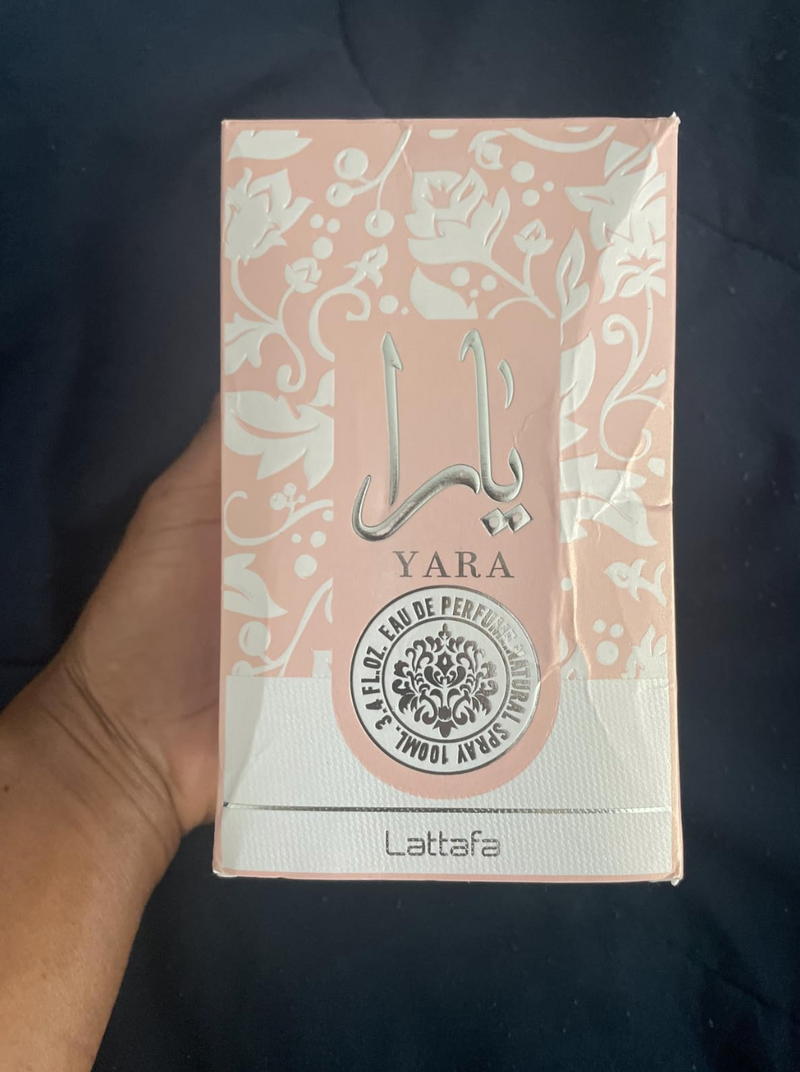 يارا
YARA
EAU DE PERFUME.NATURAL SPRAY 100ML. 3.4 FL.OZ.
Lattafa